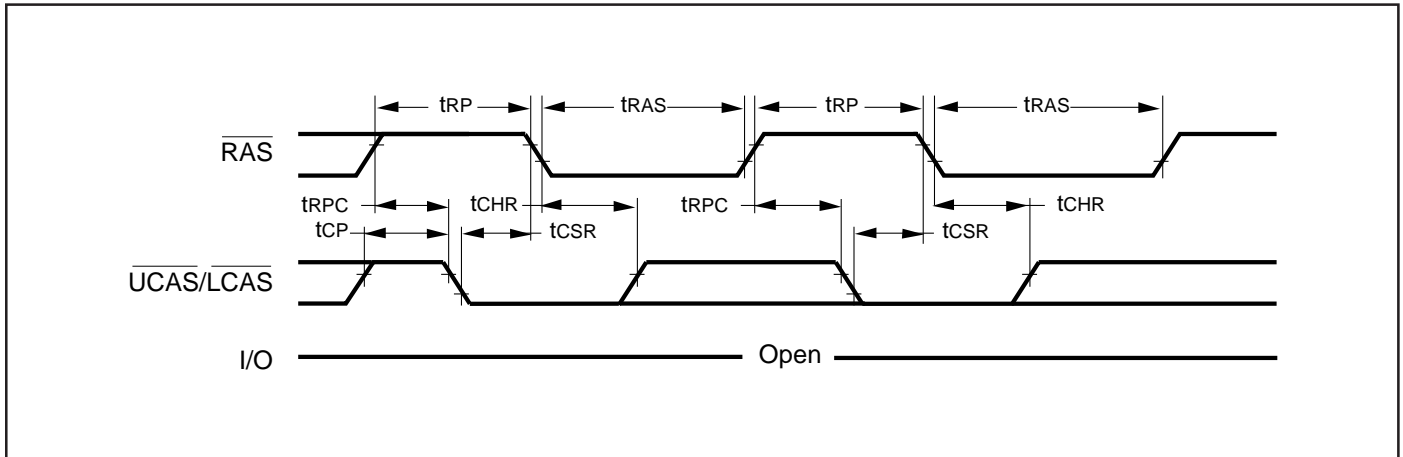 tRP tRAS tRP tRAS
RAS
tRPC tCHR tRPC tCHR
tCP tCSR tCSR
UCAS/LCAS
I/O Open